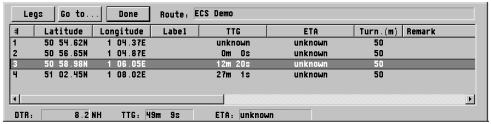 Legs Go to... Done Route: ECS Demo
# Latitude Longitude Label TTG ETA Turn.(m) Remark
1 50 54.62N 1 04.37E unknown unknown 50
2 50 56.65N 1 04.87E 0m 0s unknown 50
3 50 58.98N 1 06.05E 12m 20s unknown 50
4 51 02.45N 1 08.02E 27m 1s unknown 50
DTR: 8.2 NM TTG: 49m 9s ETA: unknown